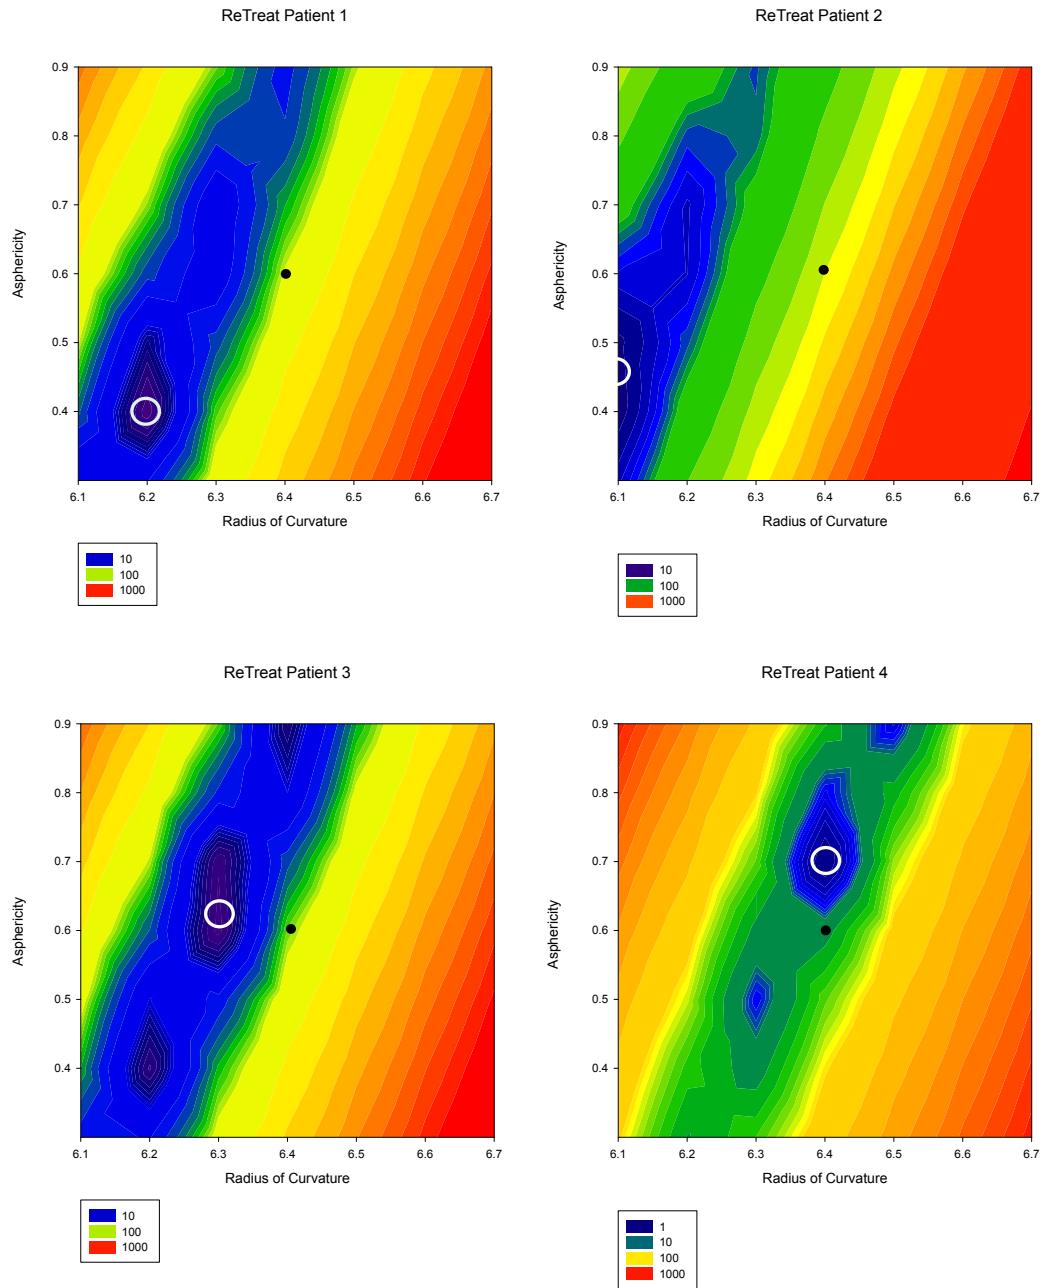 ReTreat Patient 1
0.9
0.8
0.7
0.6
0.5
0.4
Asphericity
6.1 6.2 6.3 6.4 6.5 6.6 6.7
Radius of Curvature
10
100
1000
ReTreat Patient 2
0.9
0.8
0.7
0.6
0.5
0.4
Asphericity
6.1 6.2 6.3 6.4 6.5 6.6 6.7
Radius of Curvature
10
100
1000
ReTreat Patient 3
0.9
0.8
0.7
0.6
0.5
0.4
Asphericity
6.1 6.2 6.3 6.4 6.5 6.6 6.7
Radius of Curvature
10
100
1000
ReTreat Patient 4
0.9
0.8
0.7
0.6
0.5
0.4
Asphericity
6.1 6.2 6.3 6.4 6.5 6.6 6.7
Radius of Curvature
1
10
100
1000